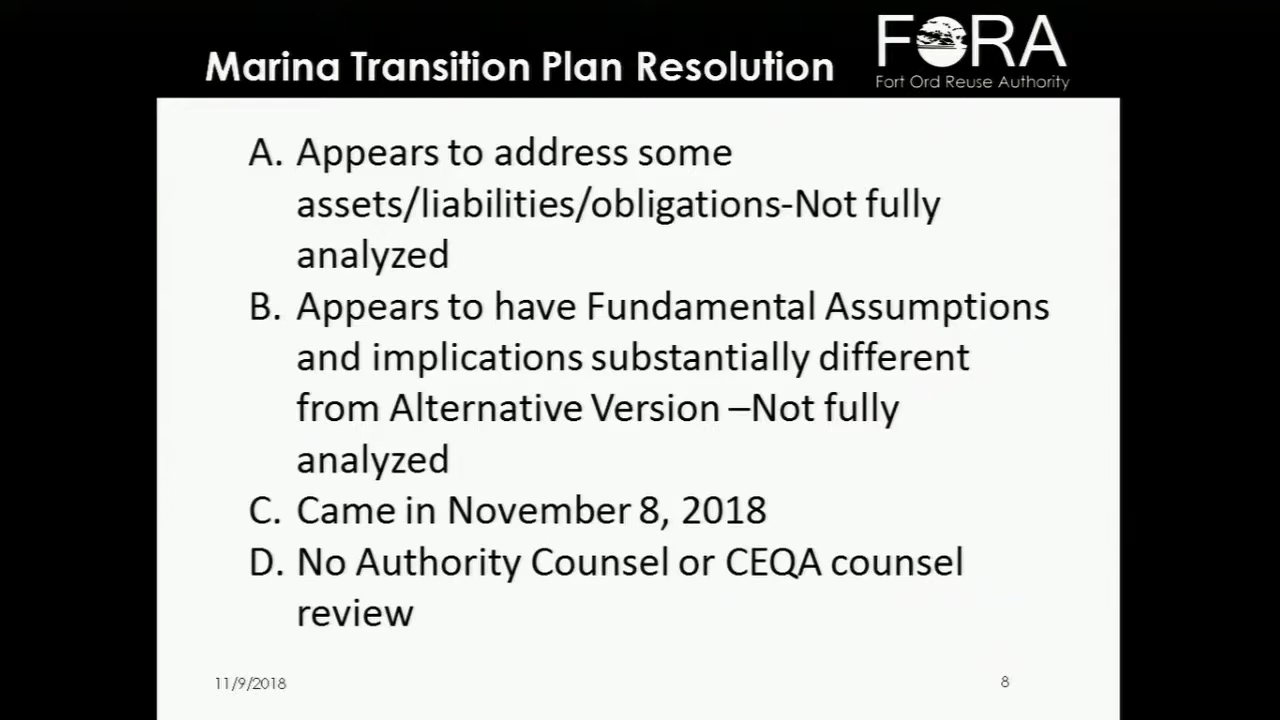 Marina Transition Plan Resolution
FORA
Fort Ord Reuse Authority
A. Appears to address some
assets/liabilities/obligations-Not fully
analyzed
B. Appears to have Fundamental Assumptions
and implications substantially different
from Alternative Version –Not fully
analyzed
C. Came in November 8, 2018
D. No Authority Counsel or CEQA counsel
review
11/9/2018
8